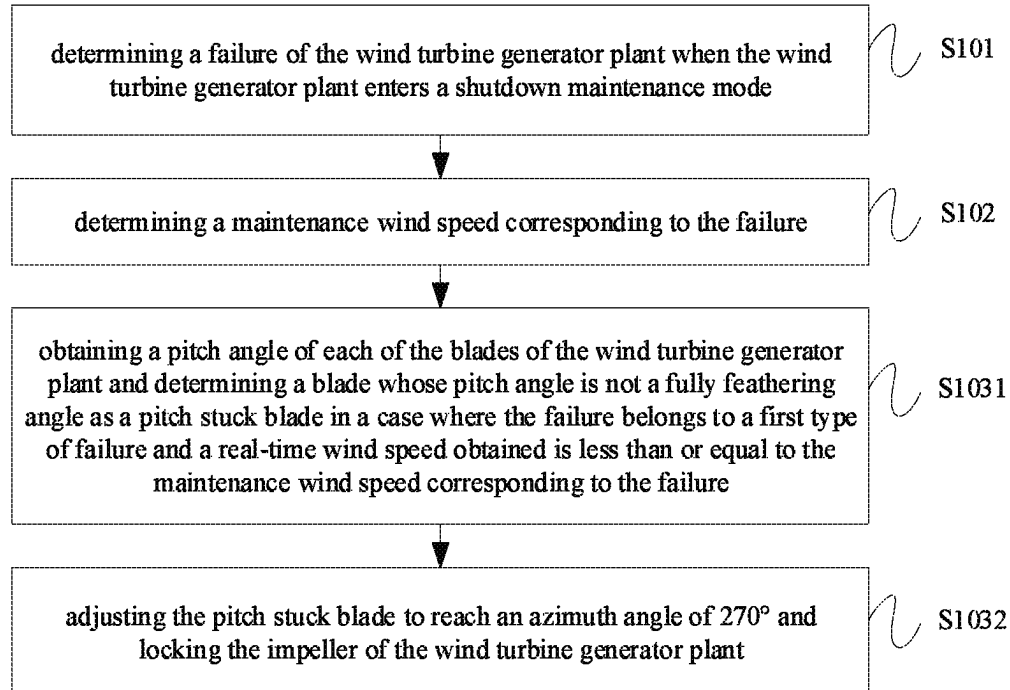 determining a failure of the wind turbine generator plant when the wind
turbine generator plant enters a shutdown maintenance mode
S101
determining a maintenance wind speed corresponding to the failure
S102
obtaining a pitch angle of each of the blades of the wind turbine generator
plant and determining a blade whose pitch angle is not a fully feathering
angle as a pitch stuck blade in a case where the failure belongs to a first type
of failure and a real-time wind speed obtained is less than or equal to the
maintenance wind speed corresponding to the failure
S1031
adjusting the pitch stuck blade to reach an azimuth angle of 270° and
locking the impeller of the wind turbine generator plant
S1032